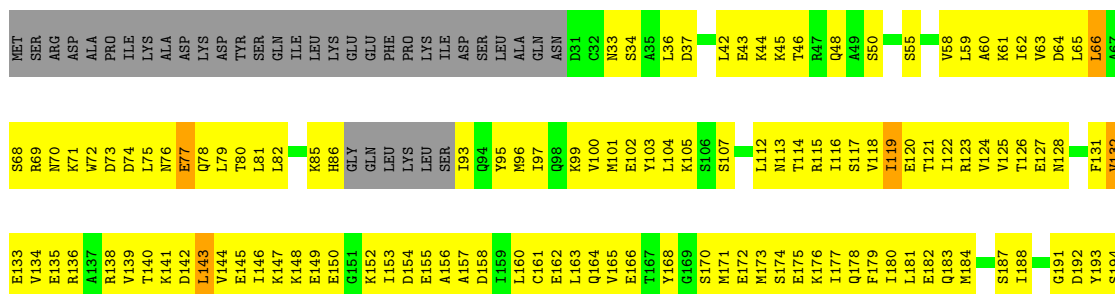 MET SER ARG ASP ALA PRO ILE LYS ALA ASP LYS ASP TYR SER GLN ILE LEU LYS GLU GLU PHE PRO LYS ILE ASP SER LEU ALA GLN ASN D31 C32 N33 S34 A35 L36 D37 L42 E43 K44 K45 T46 R47 Q48 A49 S50 S55 V58 L59 A60 K61 I62 V63 D64 L65 L66 A67
S68 R69 N70 K71 W72 D73 D74 L75 N76 E77 Q78 L79 T80 L81 L82 K85 H86 GLY GLN LEU LYS LEU SER I93 Q94 Y95 M96 I97 Q98 K99 V100 M101 E102 Y103 L104 K105 S106 S107 L112 N113 T114 R115 I116 S117 V118 I119 E120 T121 I122 R123 V124 V125 T126 E127 N128 F131 V132
E133 V134 E135 R136 A137 R138 V139 T140 K141 D142 L143 V144 E145 I146 K147 K148 E149 E150 G151 K152 I153 D154 E155 A156 A157 D158 I159 L160 C161 E162 L163 Q164 V165 E166 T167 Y168 G169 S170 M171 E172 M173 S174 E175 K176 I177 Q178 F179 I180 L181 E182 Q183 M184 S187 I188 G191 D192 Y193 S194